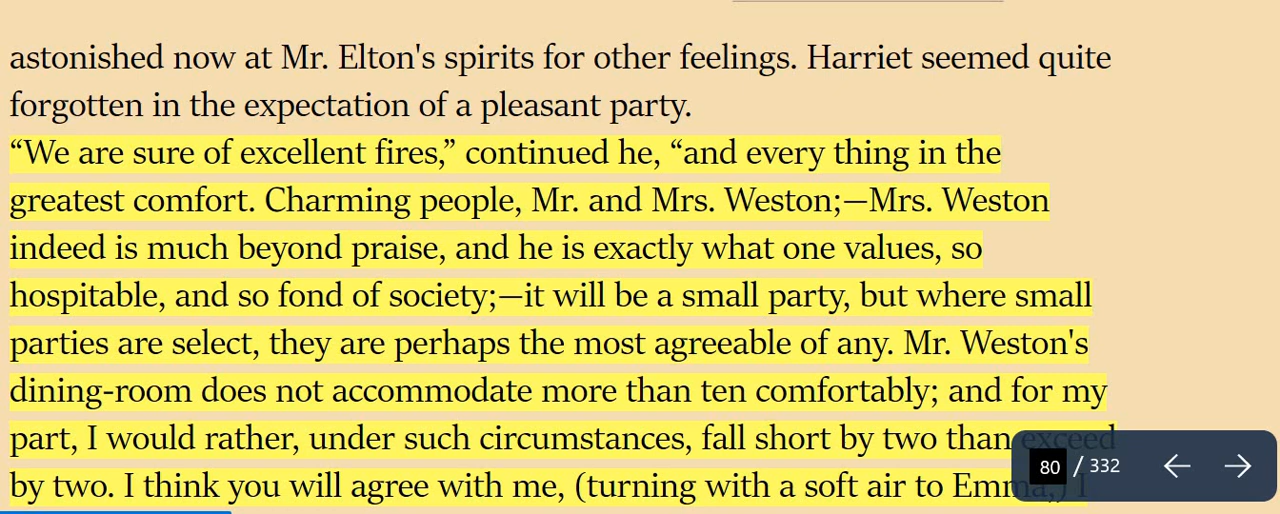 astonished now at Mr. Elton's spirits for other feelings. Harriet seemed quite
forgotten in the expectation of a pleasant party.
“We are sure of excellent fires,” continued he, “and every thing in the
greatest comfort. Charming people, Mr. and Mrs. Weston;—Mrs. Weston
indeed is much beyond praise, and he is exactly what one values, so
hospitable, and so fond of society;—it will be a small party, but where small
parties are select, they are perhaps the most agreeable of any. Mr. Weston's
dining-room does not accommodate more than ten comfortably; and for my
part, I would rather, under such circumstances, fall short by two than exceed
by two. I think you will agree with me, (turning with a soft air to Emma,) I
80 / 332